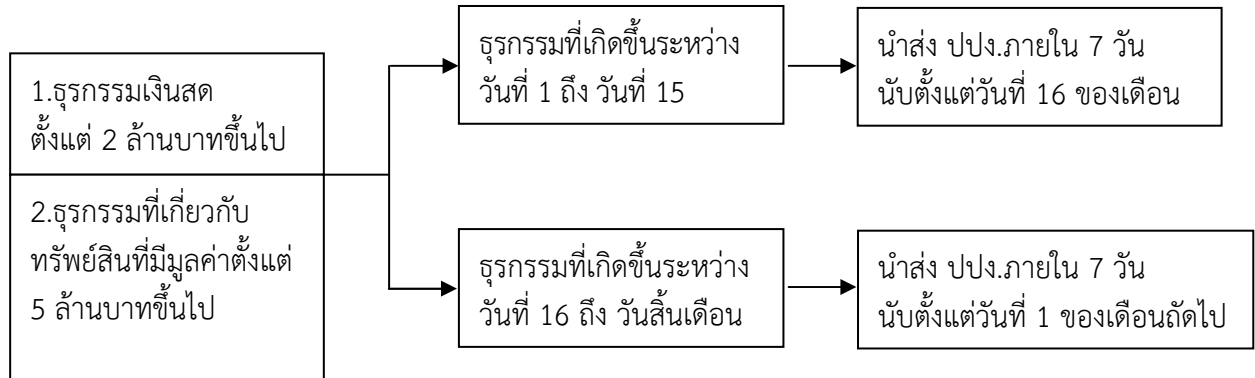 1.ธุรกรรมเงินสด
ตั้งแต่ 2 ล้านบาทขึ้นไป
2.ธุรกรรมที่เกี่ยวกับ
ทรัพย์สินที่มีมูลค่าตั้งแต่
5 ล้านบาทขึ้นไป
ธุรกรรมที่เกิดขึ้นระหว่าง
วันที่ 1 ถึง วันที่ 15
นำส่ง ปปง.ภายใน 7 วัน
นับตั้งแต่วันที่ 16 ของเดือน
ธุรกรรมที่เกิดขึ้นระหว่าง
วันที่ 16 ถึง วันสิ้นเดือน
นำส่ง ปปง.ภายใน 7 วัน
นับตั้งแต่วันที่ 1 ของเดือนถัดไป